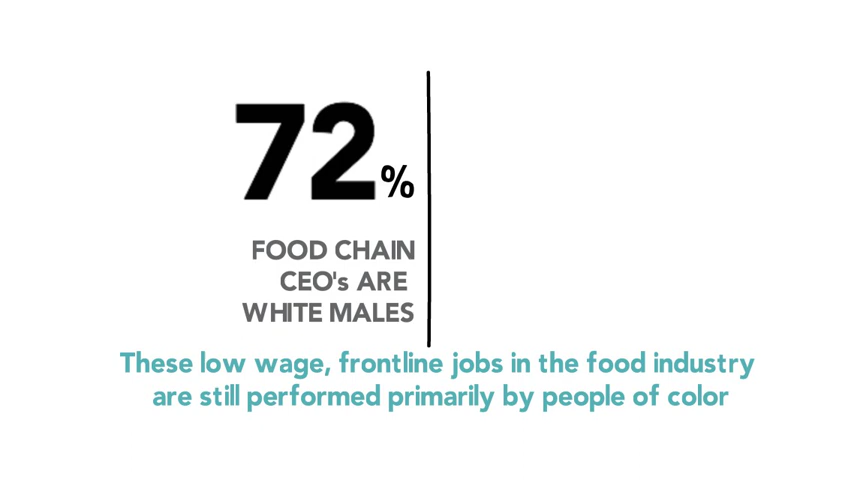 72%
FOOD CHAIN
CEO's ARE
WHITE MALES
These low wage, frontline jobs in the food industry
are still performed primarily by people of color